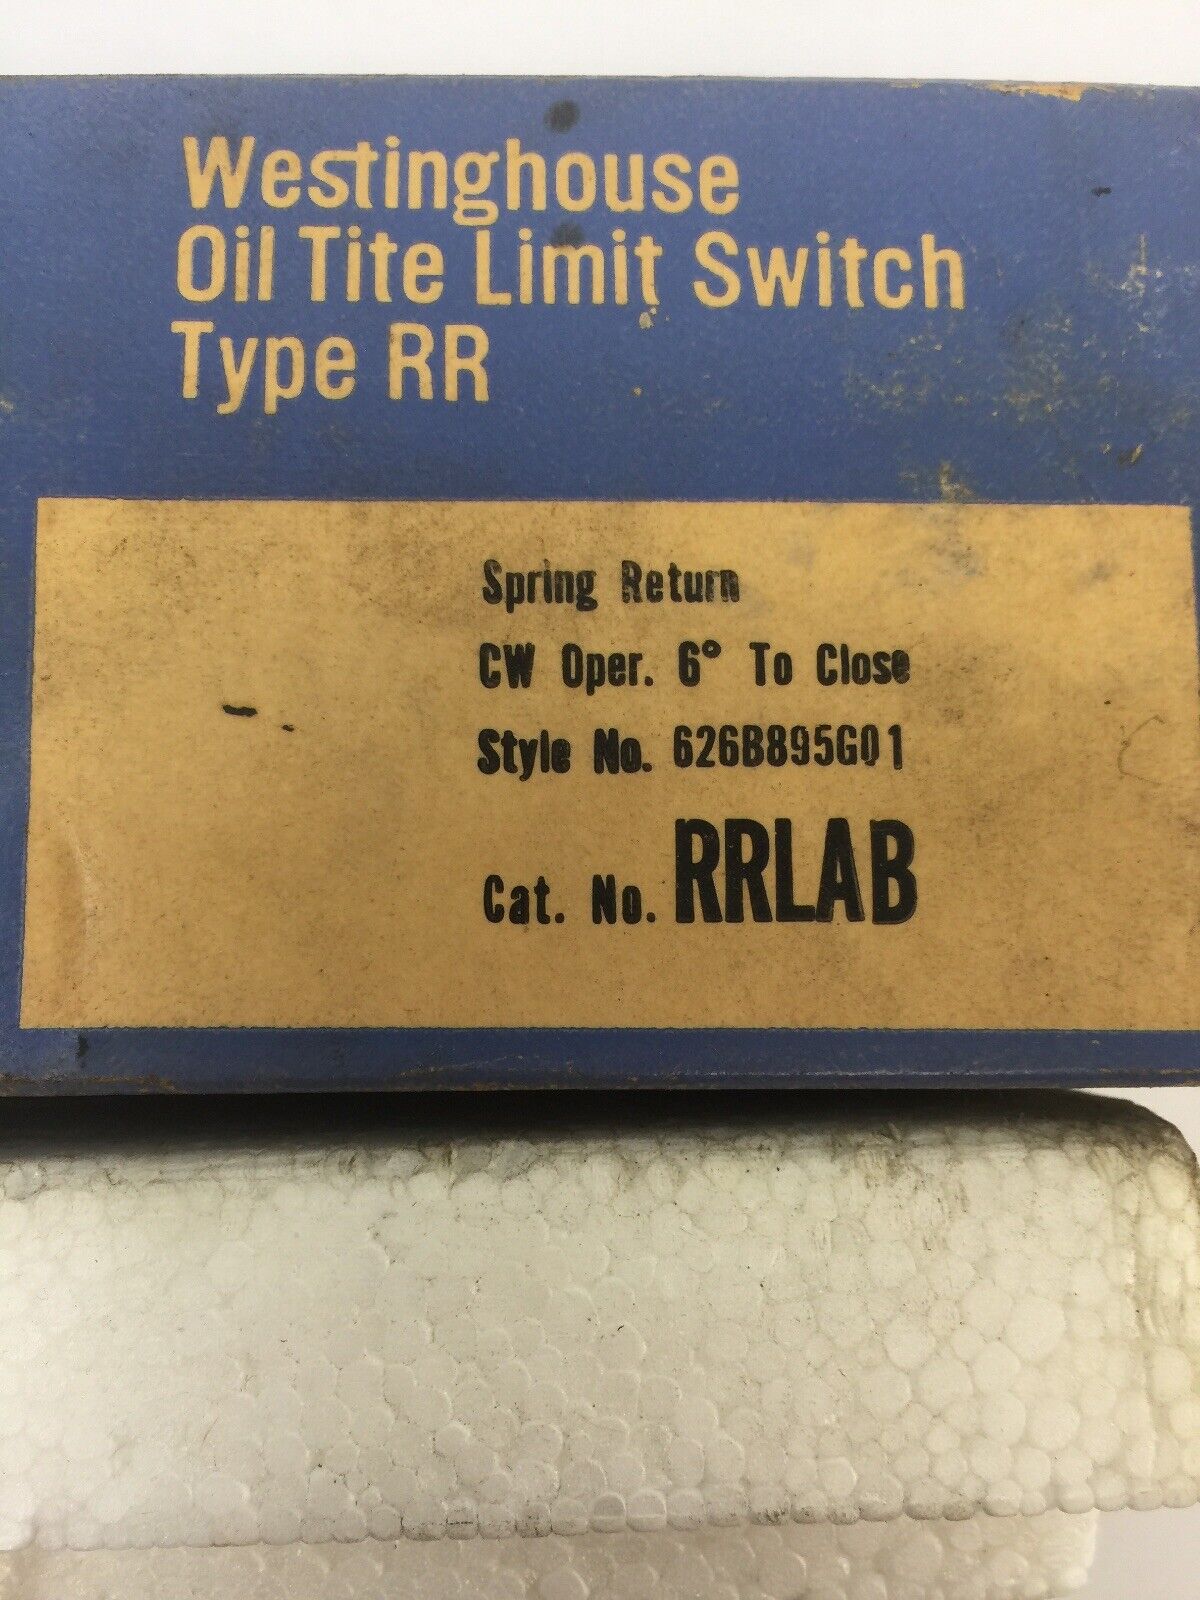 Westinghouse
Oil Tite Limit Switch
Type RR
Spring Return
CW Oper. 6° To Close
Style No. 626B895G01
Cat. No. RRLAB